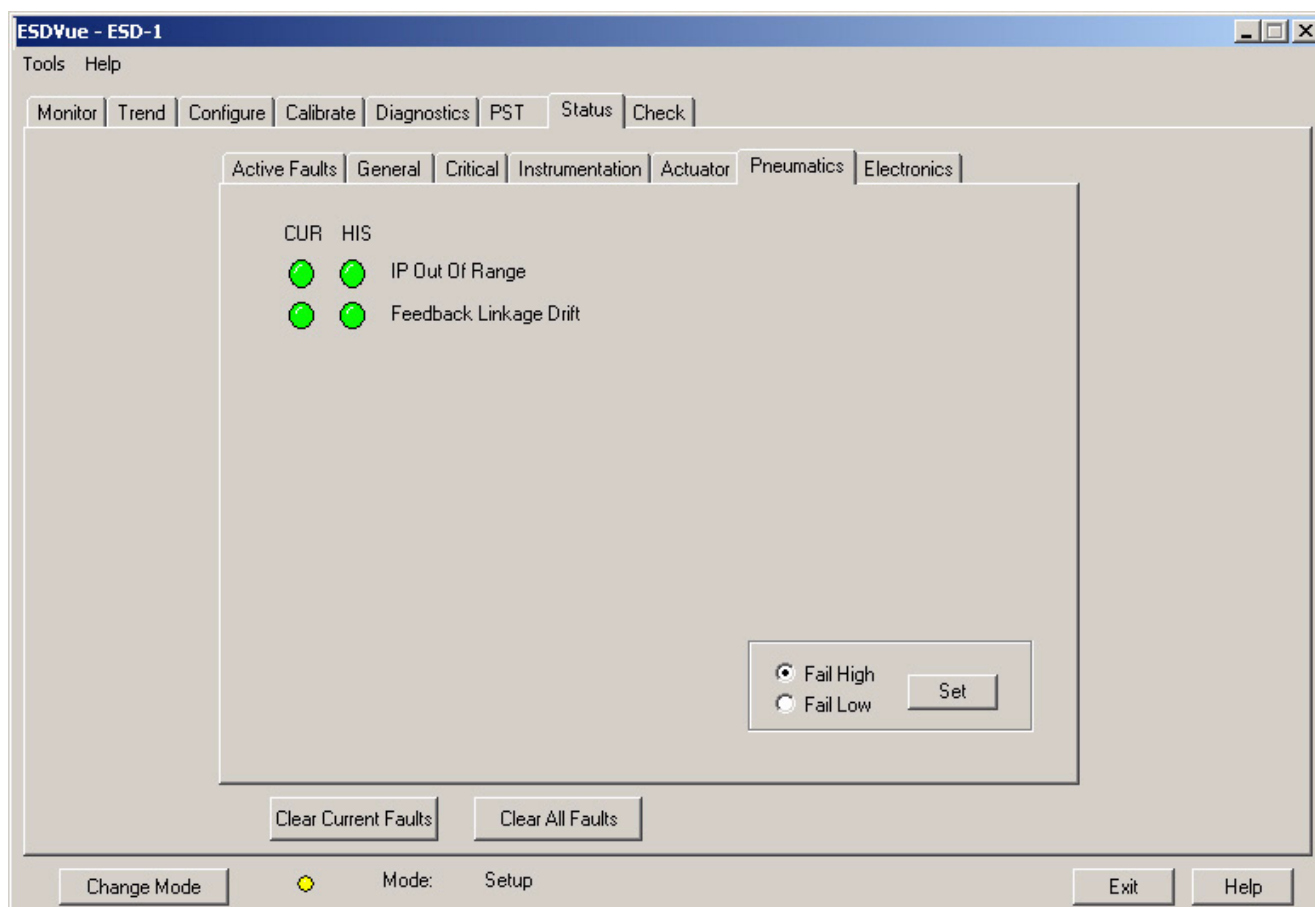 ESDVue - ESD-1
Tools Help
Monitor Trend Configure Calibrate Diagnostics PST Status Check
Active Faults General Critical Instrumentation Actuator Pneumatics Electronics
CUR HIS
IP Out Of Range
Feedback Linkage Drift
Fail High
Fail Low
Set
Clear Current Faults Clear All Faults
Change Mode Mode: Setup Exit Help